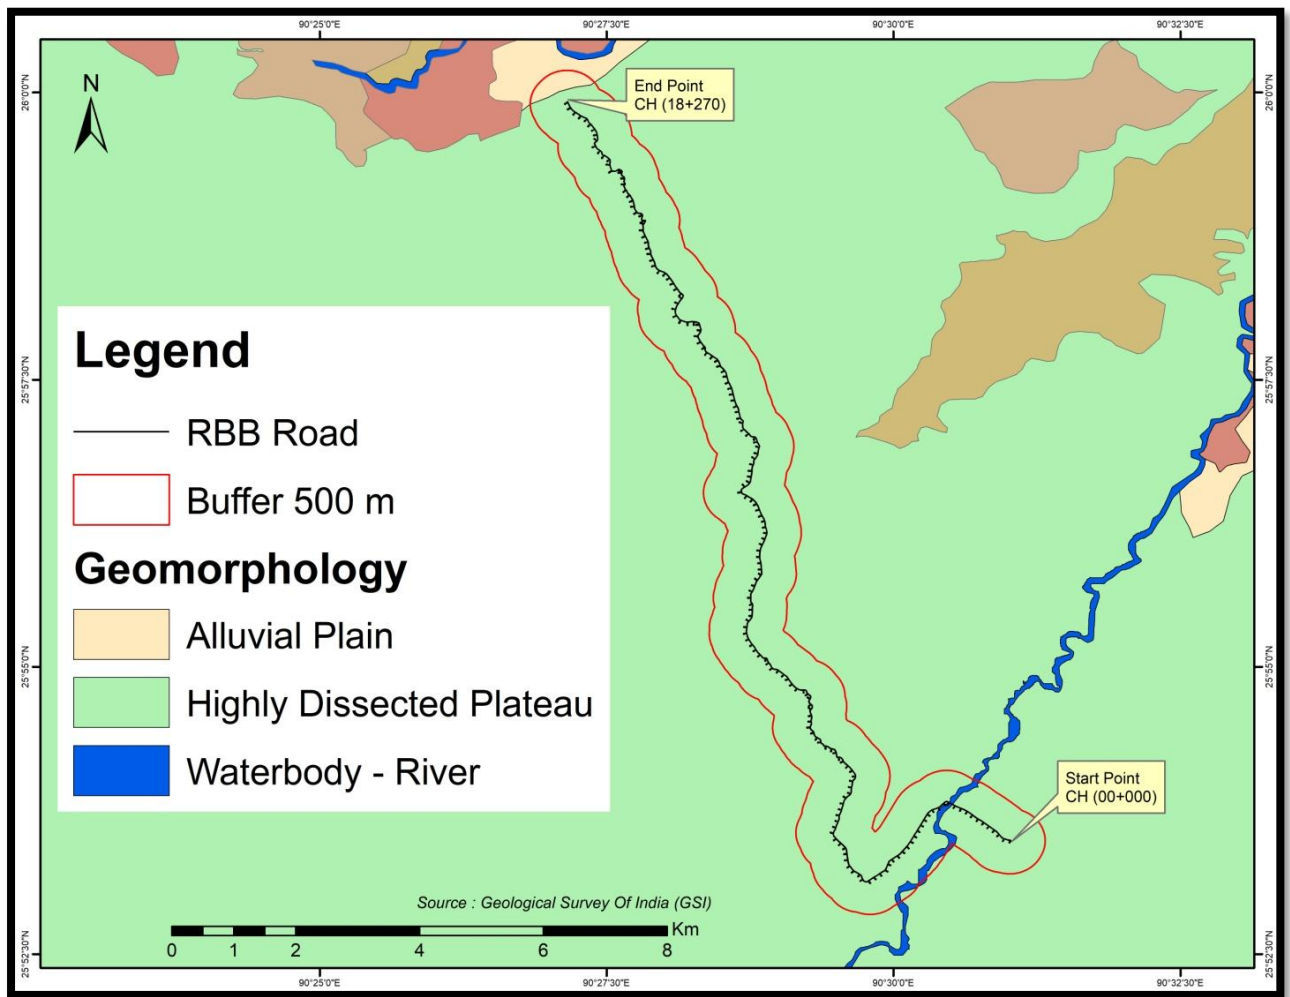 90°25'0"E 90°27'30"E 90°30'0"E 90°32'30"E
26°0'0"N
26°0'0"N
N
End Point
CH (18+270)
25°57'30"N
25°57'30"N
Legend
RBB Road
Buffer 500 m
Geomorphology
Alluvial Plain
Highly Dissected Plateau
Waterbody - River
25°55'0"N
25°55'0"N
Start Point
CH (00+000)
Source : Geological Survey Of India (GSI)
Km
0 1 2 4 6 8
25°52'30"N
25°52'30"N
90°25'0"E 90°27'30"E 90°30'0"E 90°32'30"E